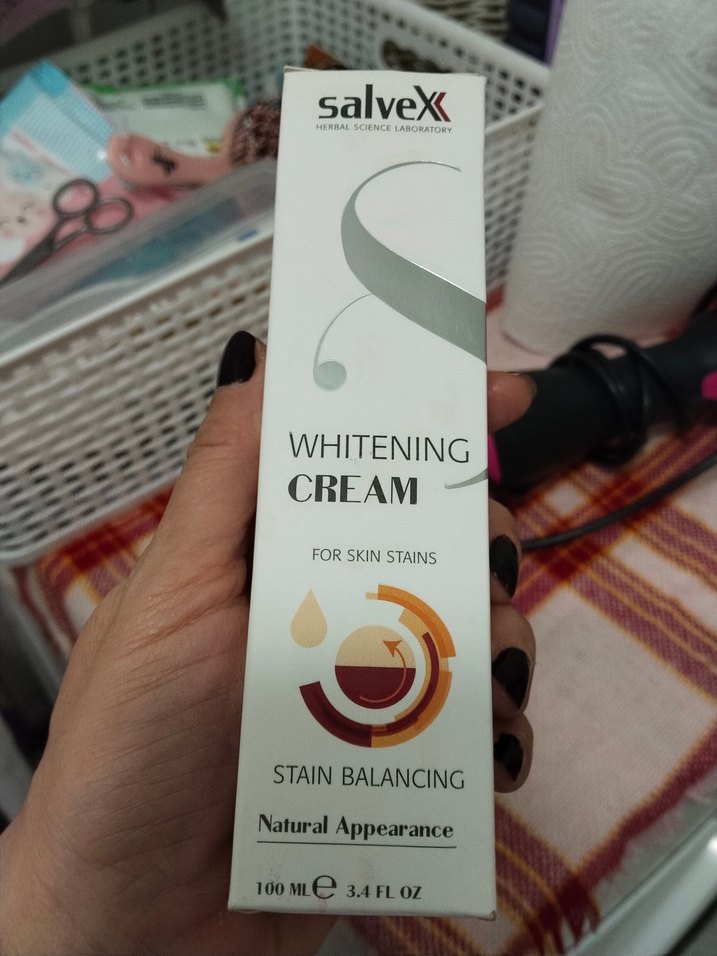 salveX
HERBAL SCIENCE LABORATORY
WHITENING
CREAM
FOR SKIN STAINS
STAIN BALANCING
Natural Appearance
100 ML℮ 3.4 FL OZ